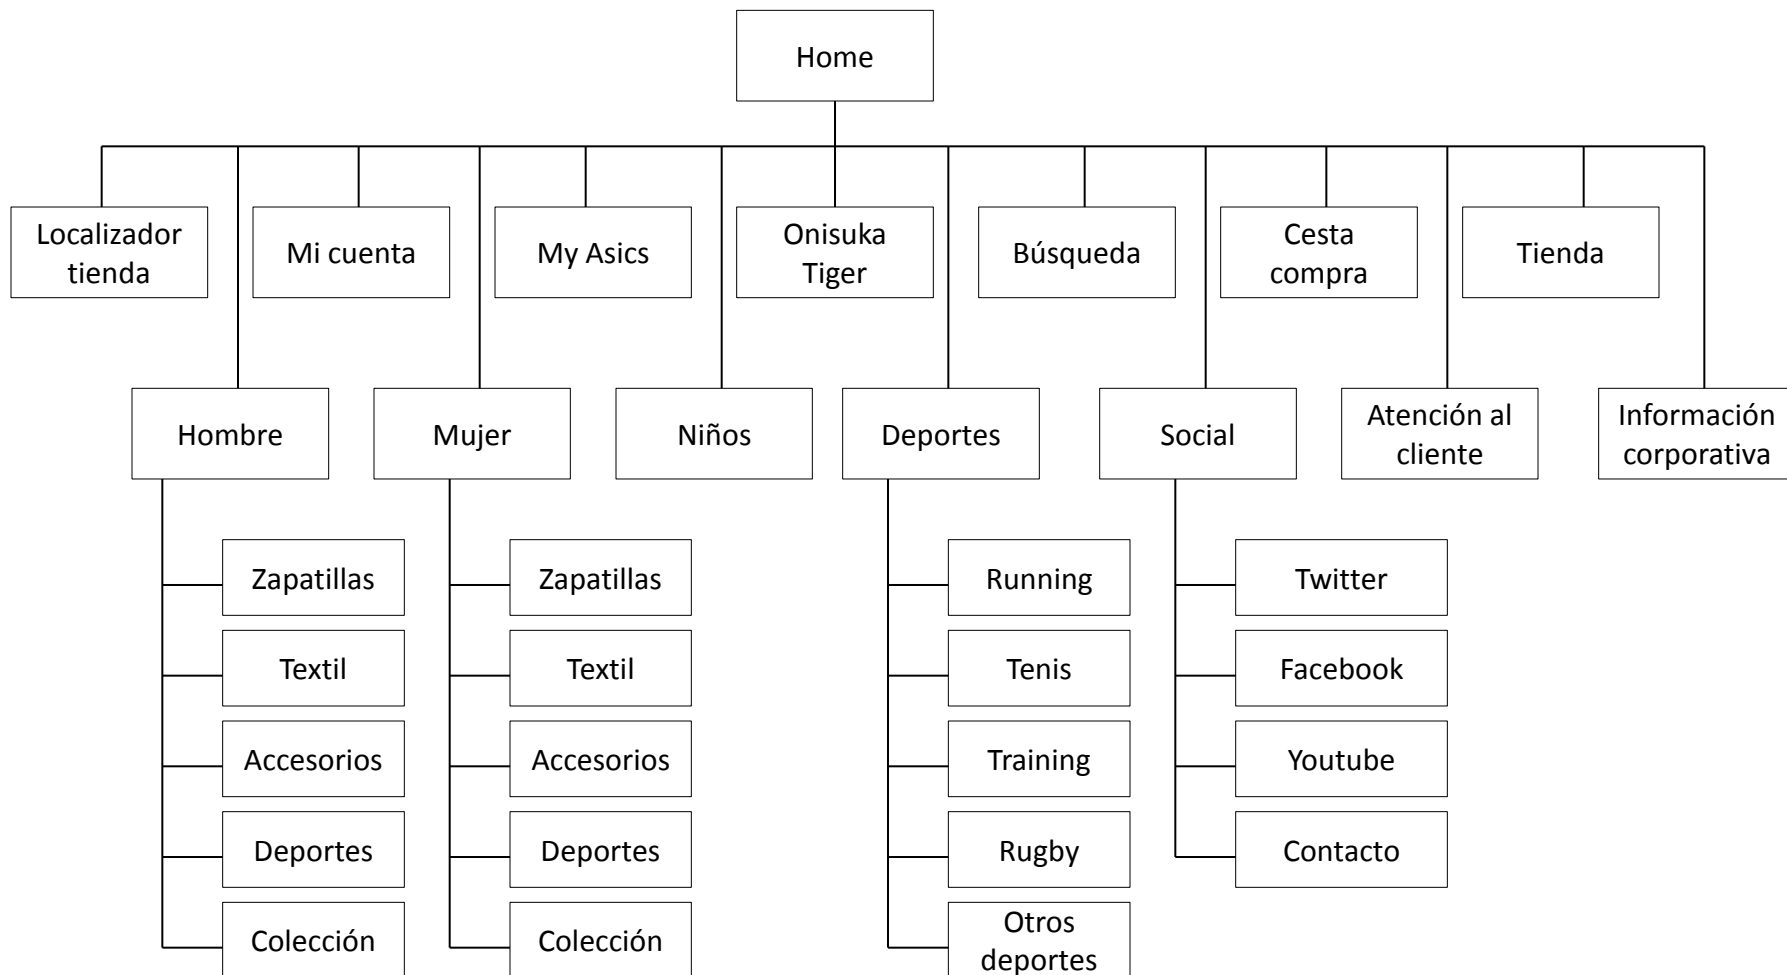 Home
Localizador
tienda
Mi cuenta
My Asics
Onisuka
Tiger
Búsqueda
Cesta
compra
Tienda
Hombre
Mujer
Niños
Deportes
Social
Atención al
cliente
Información
corporativa
Zapatillas
Textil
Accesorios
Deportes
Colección
Zapatillas
Textil
Accesorios
Deportes
Colección
Running
Tenis
Training
Rugby
Otros
deportes
Twitter
Facebook
Youtube
Contacto